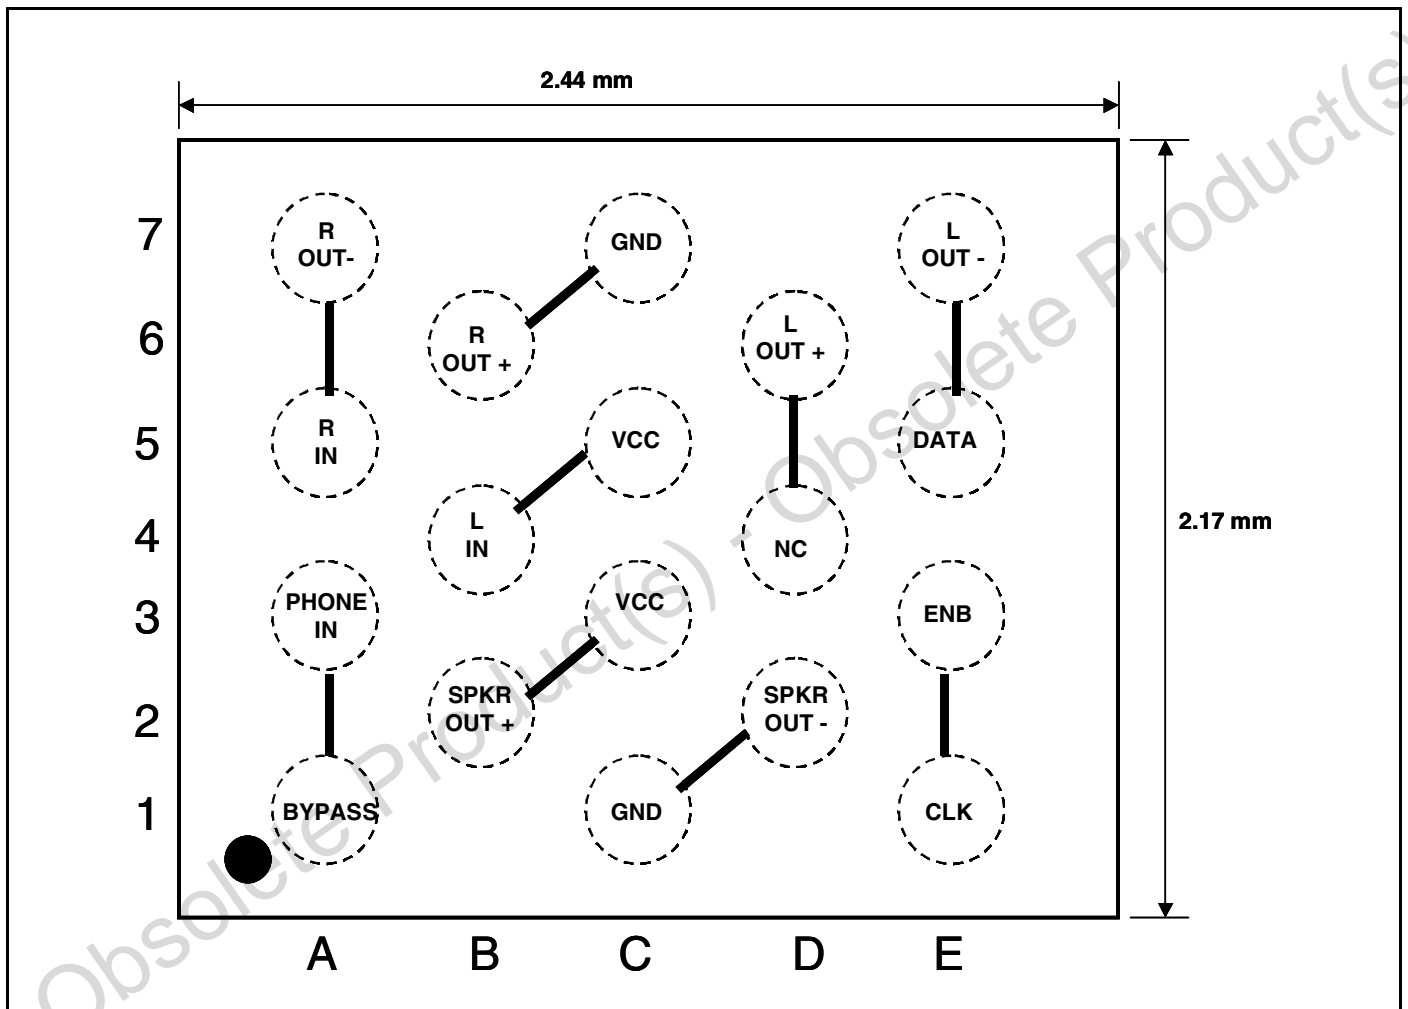 2.44 mm
7
R
OUT-
GND
L
OUT -
6
R
OUT +
L
OUT +
5
R
IN
VCC
DATA
4
L
IN
NC
2.17 mm
3
PHONE
IN
VCC
ENB
2
SPKR
OUT +
SPKR
OUT -
1
BYPASS
GND
CLK
A B C D E
Obsolete Product(s) - Obsolete Product(s)